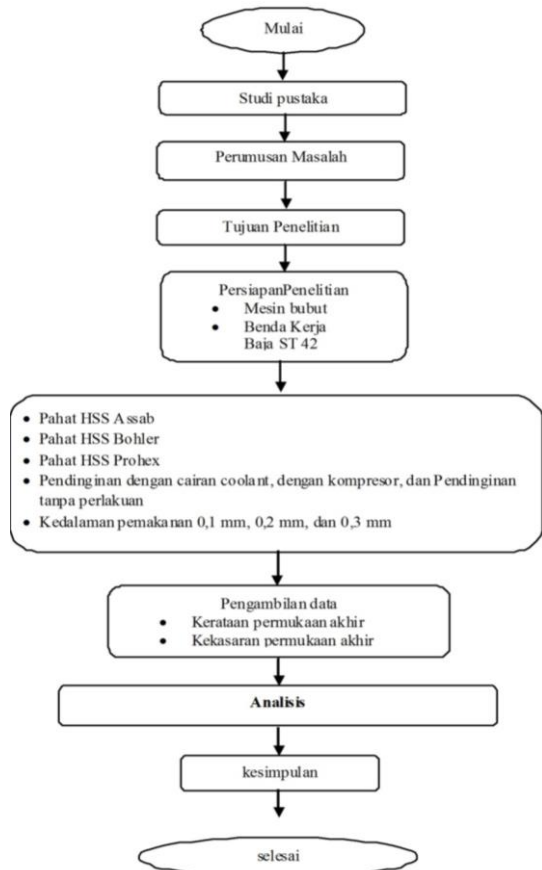 Mulai
Studi pustaka
Perumusan Masalah
Tujuan Penelitian
PersiapanPenelitian
• Mesin bubut
• Benda Kerja
Baja ST 42
• Pahat HSS Assab
• Pahat HSS Bohler
• Pahat HSS Prohex
• Pendinginan dengan cairan coolant, dengan kompresor, dan Pendinginan
tanpa perlakuan
• Kedalaman pemakanan 0,1 mm, 0,2 mm, dan 0,3 mm
Pengambilan data
• Kerataan permukaan akhir
• Kekasaran permukaan akhir
Analisis
kesimpulan
selesai